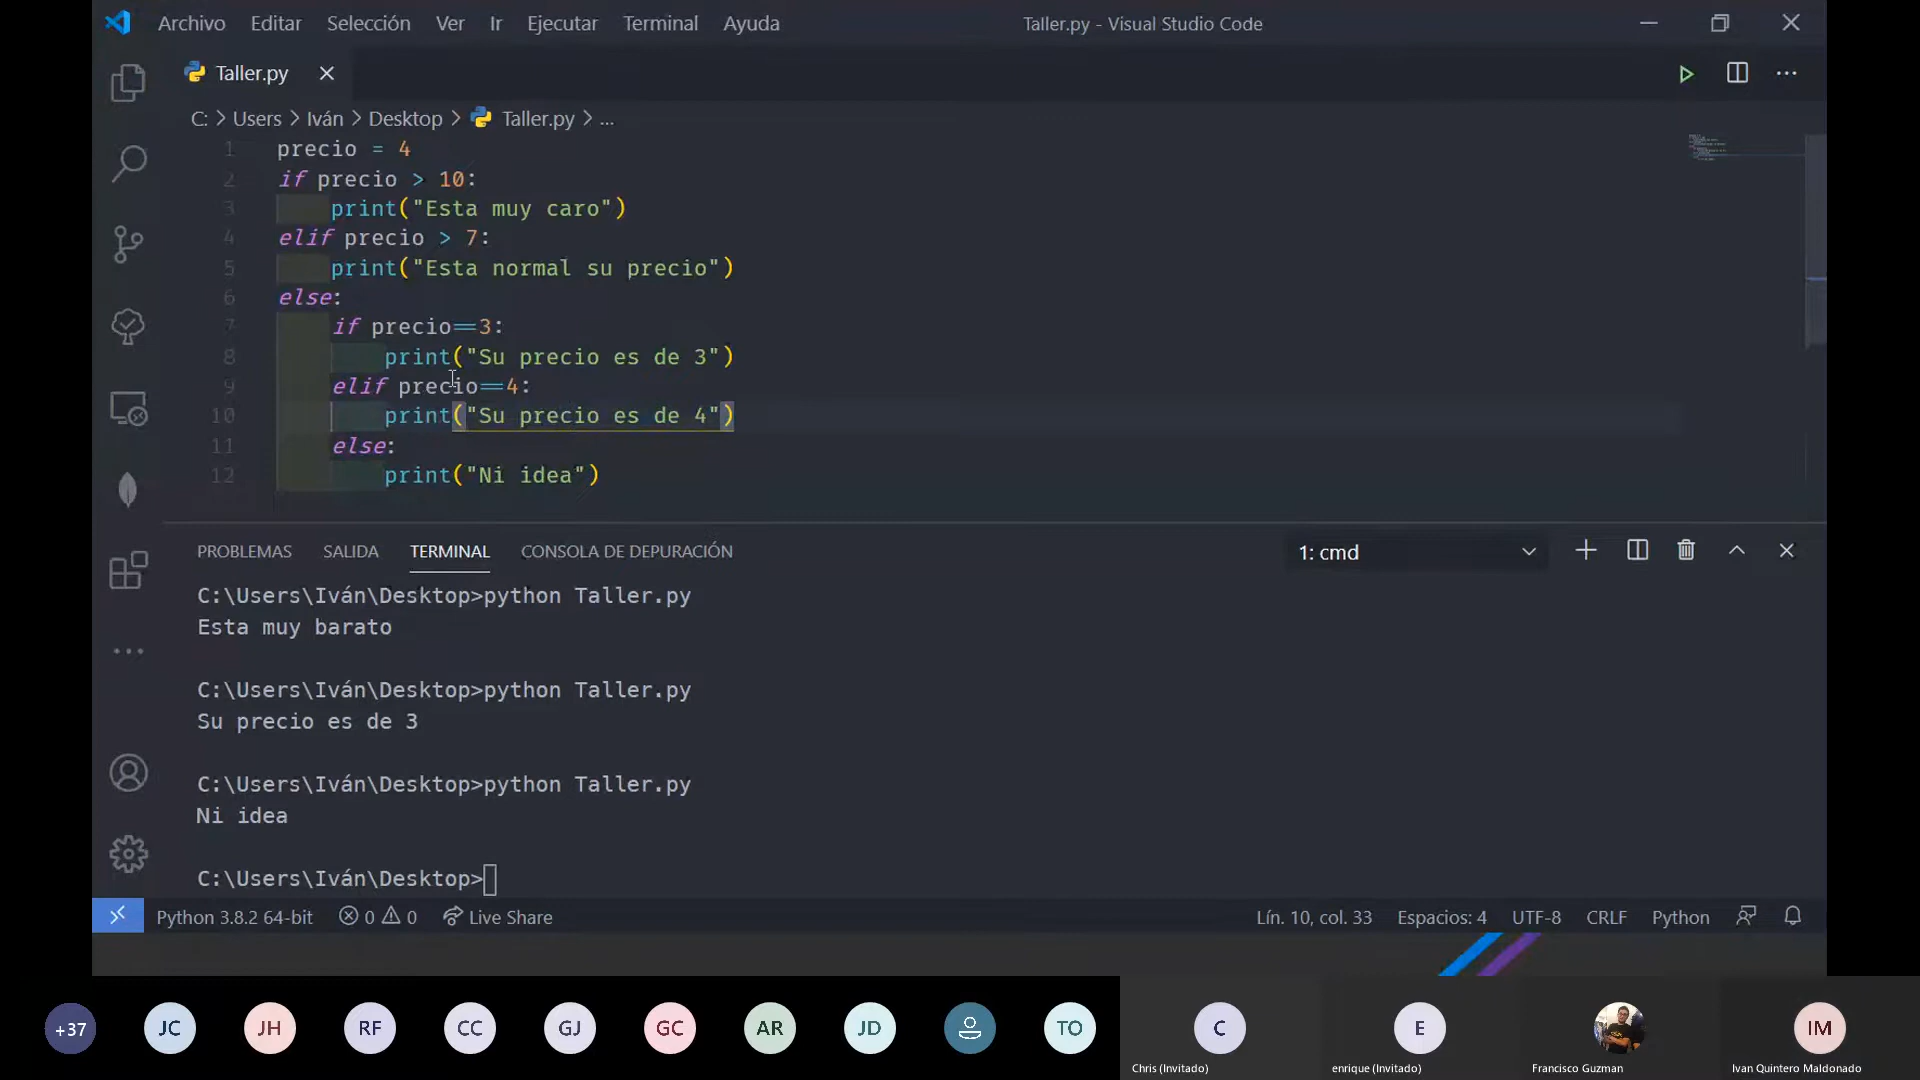 Archivo Editar Selección Ver Ir Ejecutar Terminal Ayuda Taller.py - Visual Studio Code
Taller.py
C: > Users > Iván > Desktop > Taller.py > ...
1 precio = 4
2 if precio > 10:
3 print("Esta muy caro")
4 elif precio > 7:
5 print("Esta normal su precio")
6 else:
7 if precio==3:
8 print("Su precio es de 3")
9 elif precio==4:
10 print("Su precio es de 4")
11 else:
12 print("Ni idea")
PROBLEMAS SALIDA TERMINAL CONSOLA DE DEPURACIÓN 1: cmd
C:\Users\Iván\Desktop>python Taller.py
Esta muy barato
C:\Users\Iván\Desktop>python Taller.py
Su precio es de 3
C:\Users\Iván\Desktop>python Taller.py
Ni idea
C:\Users\Iván\Desktop>
Python 3.8.2 64-bit 0 0 Live Share Lín. 10, col. 33 Espacios: 4 UTF-8 CRLF Python
+37 JC JH RF CC GJ GC AR JD TO C E IM
Chris (Invitado) enrique (Invitado) Francisco Guzman Ivan Quintero Maldonado